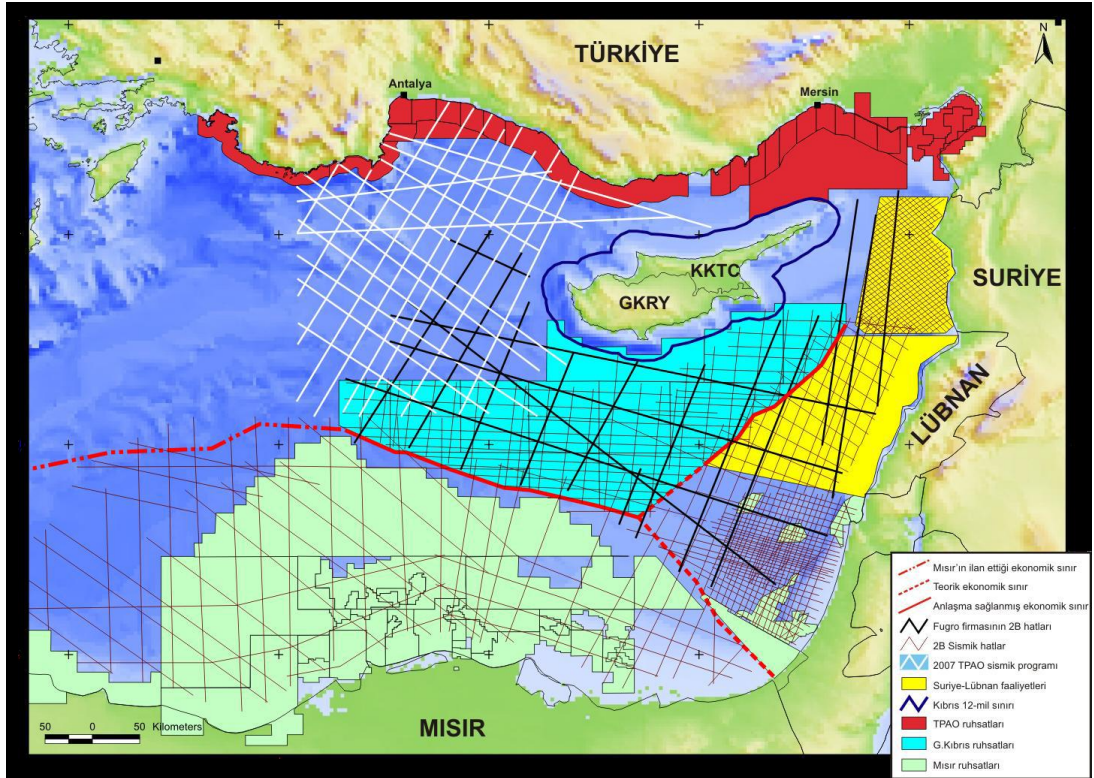 N
TÜRKİYE
Antalya
Mersin
KKTC
GKRY
SURİYE
LÜBNAN
MISIR
50 0 50 Kilometers
Mısır'ın ilan ettiği ekonomik sınır
Teorik ekonomik sınır
Anlaşma sağlanmış ekonomik sınır
Fugro firmasının 2B hatları
2B Sismik hatlar
2007 TPAO sismik programı
Suriye-Lübnan faaliyetleri
Kıbrıs 12-mil sınırı
TPAO ruhsatları
G.Kıbrıs ruhsatları
Mısır ruhsatları